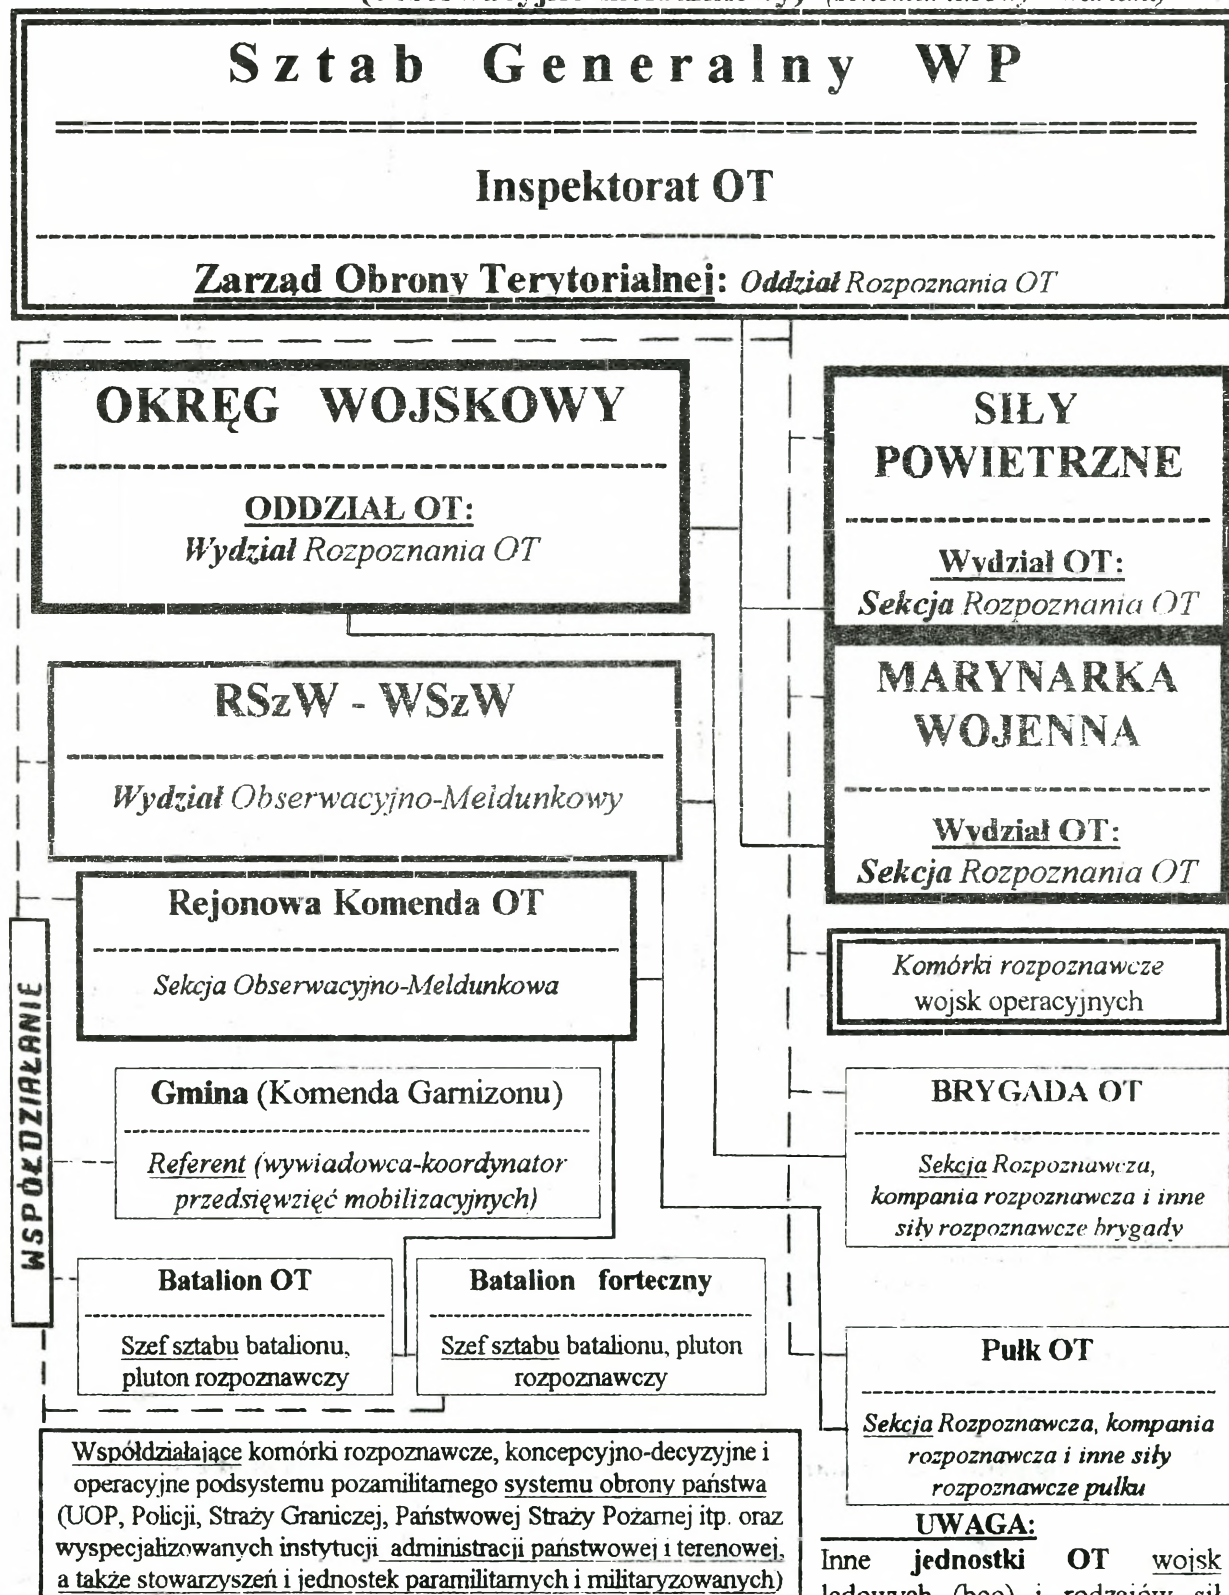 Sztab Generalny WP
Inspektorat OT
Zarząd Obrony Terytorialnej: Oddział Rozpoznania OT
OKRĘG WOJSKOWY
ODDZIAŁ OT:
Wydział Rozpoznania OT
SIŁY
POWIETRZNE
Wydział OT:
Sekcja Rozpoznania OT
RSzW - WSzW
Wydział Obserwacyjno-Meldunkowy
MARYNARKA
WOJENNA
Wydział OT:
Sekcja Rozpoznania OT
Rejonowa Komenda OT
Sekcja Obserwacyjno-Meldunkowa
Komórki rozpoznawcze
wojsk operacyjnych
WSPÓŁDZIAŁANIE
Gmina (Komenda Garnizonu)
Referent (wywiadowca-koordynator
przedsięwzięć mobilizacyjnych)
BRYGADA OT
Sekcja Rozpoznawcza,
kompania rozpoznawcza i inne
siły rozpoznawcze brygady
Batalion OT
Szef sztabu batalionu,
pluton rozpoznawczy
Batalion forteczny
Szef sztabu batalionu, pluton
rozpoznawczy
Pułk OT
Sekcja Rozpoznawcza, kompania
rozpoznawcza i inne siły
rozpoznawcze pułku
Współdziałające komórki rozpoznawcze, koncepcyjno-decyzyjne i
operacyjne podsystemu pozamilitarnego systemu obrony państwa
(UOP, Policji, Straży Graniczej, Państwowej Straży Pożarnej itp. oraz
wyspecjalizowanych instytucji administracji państwowej i terenowej,
a także stowarzyszeń i jednostek paramilitarnych i militaryzowanych)
UWAGA:
Inne jednostki OT wojsk